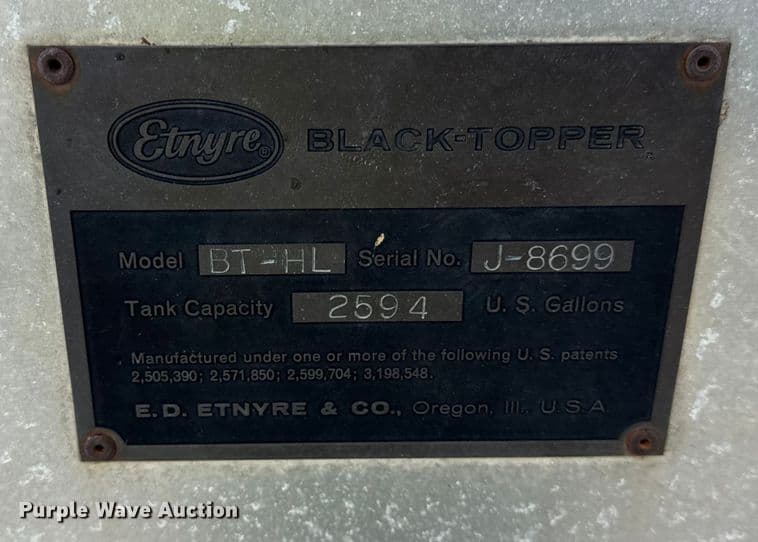 Etnyre® BLACK-TOPPER
Model BT-HL Serial No. J-8699
Tank Capacity 2594 U. S. Gallons
Manufactured under one or more of the following U. S. patents
2,505,390; 2,571,850; 2,599,704; 3,198,548.
E.D. ETNYRE & CO., Oregon, Ill., U.S.A.
Purple Wave Auction